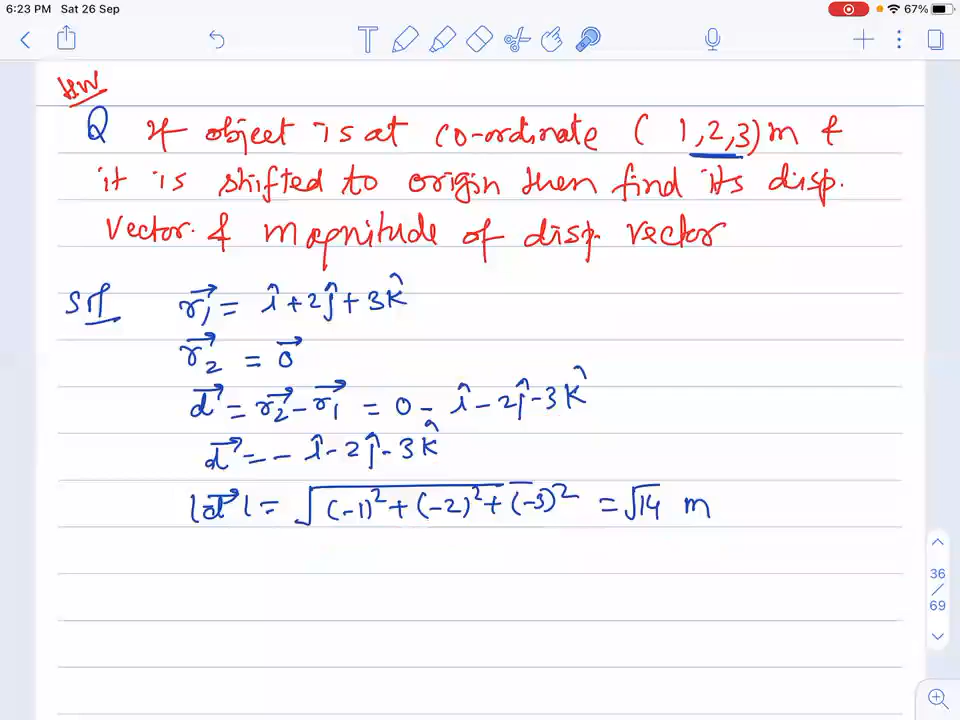 6:23 PM Sat 26 Sep 67%
HW
Q If object is at co-ordinate (1,2,3)m &
it is shifted to origin then find its disp.
Vector. & magnitude of disp. vector
Sol
r₁⃗ = î + 2ĵ + 3k̂
r₂⃗ = 0⃗
d⃗ = r₂⃗ - r₁⃗ = 0 - î - 2ĵ - 3k̂
d⃗ = - î - 2ĵ - 3k̂
|d⃗| = √((-1)² + (-2)² + (-3)²) = √14 m
36
/
69